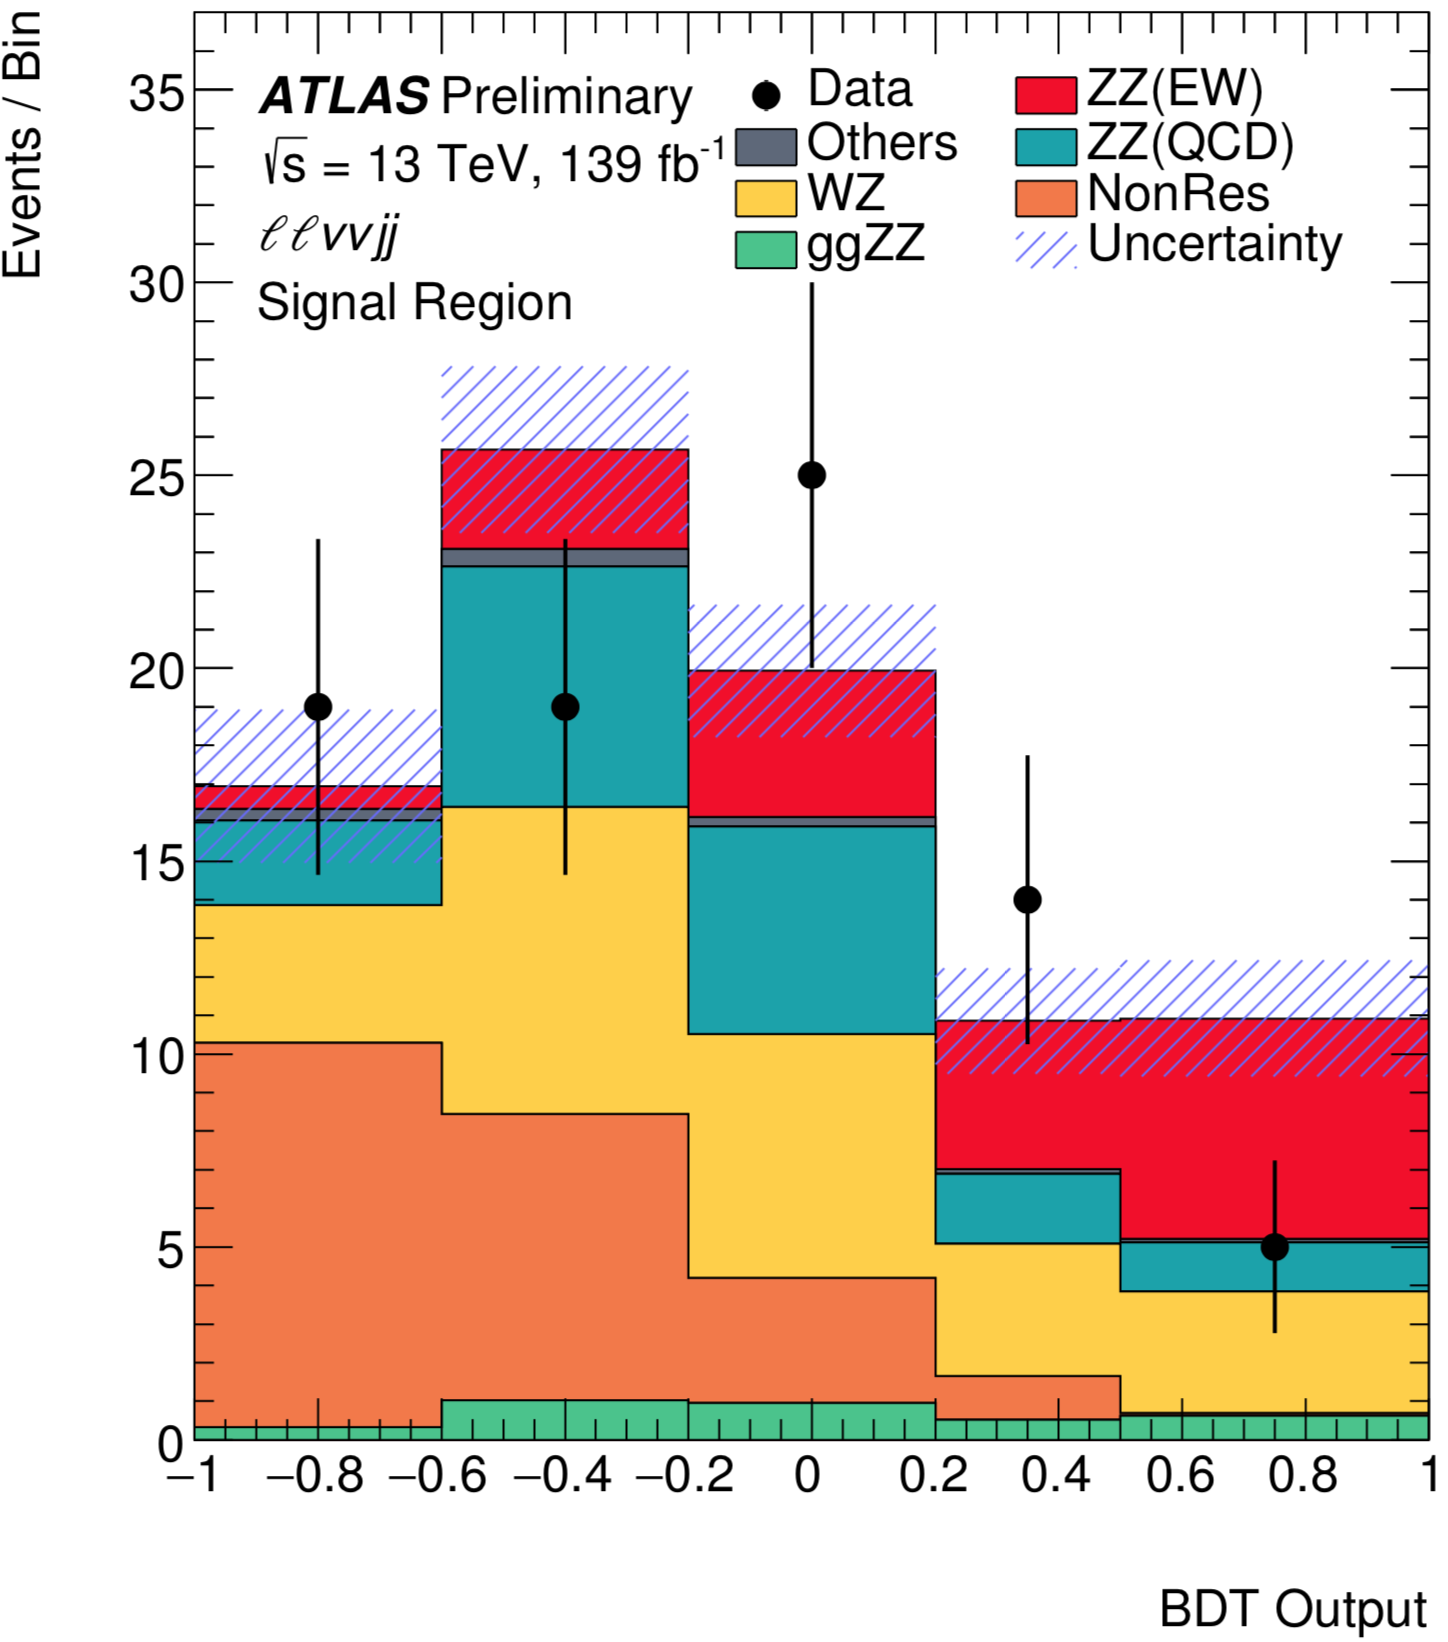 Events / Bin
35
30
25
20
15
10
5
0
ATLAS Preliminary
√s = 13 TeV, 139 fb⁻¹
ℓℓννjj
Signal Region
Data
Others
WZ
ggZZ
ZZ(EW)
ZZ(QCD)
NonRes
Uncertainty
−1 −0.8 −0.6 −0.4 −0.2 0 0.2 0.4 0.6 0.8 1
BDT Output